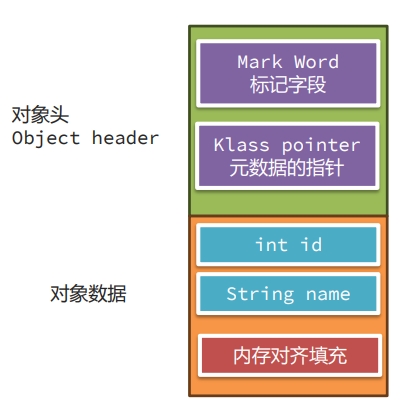 Mark Word
标记字段
对象头
Object header
Klass pointer
元数据的指针
int id
对象数据
String name
内存对齐填充